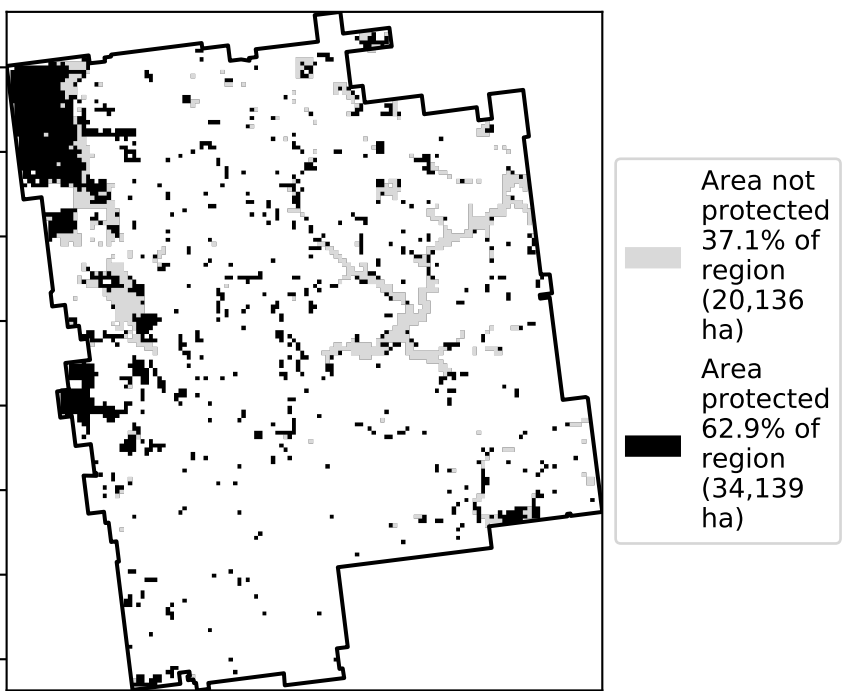 Area not
protected
37.1% of
region
(20,136
ha)
Area
protected
62.9% of
region
(34,139
ha)